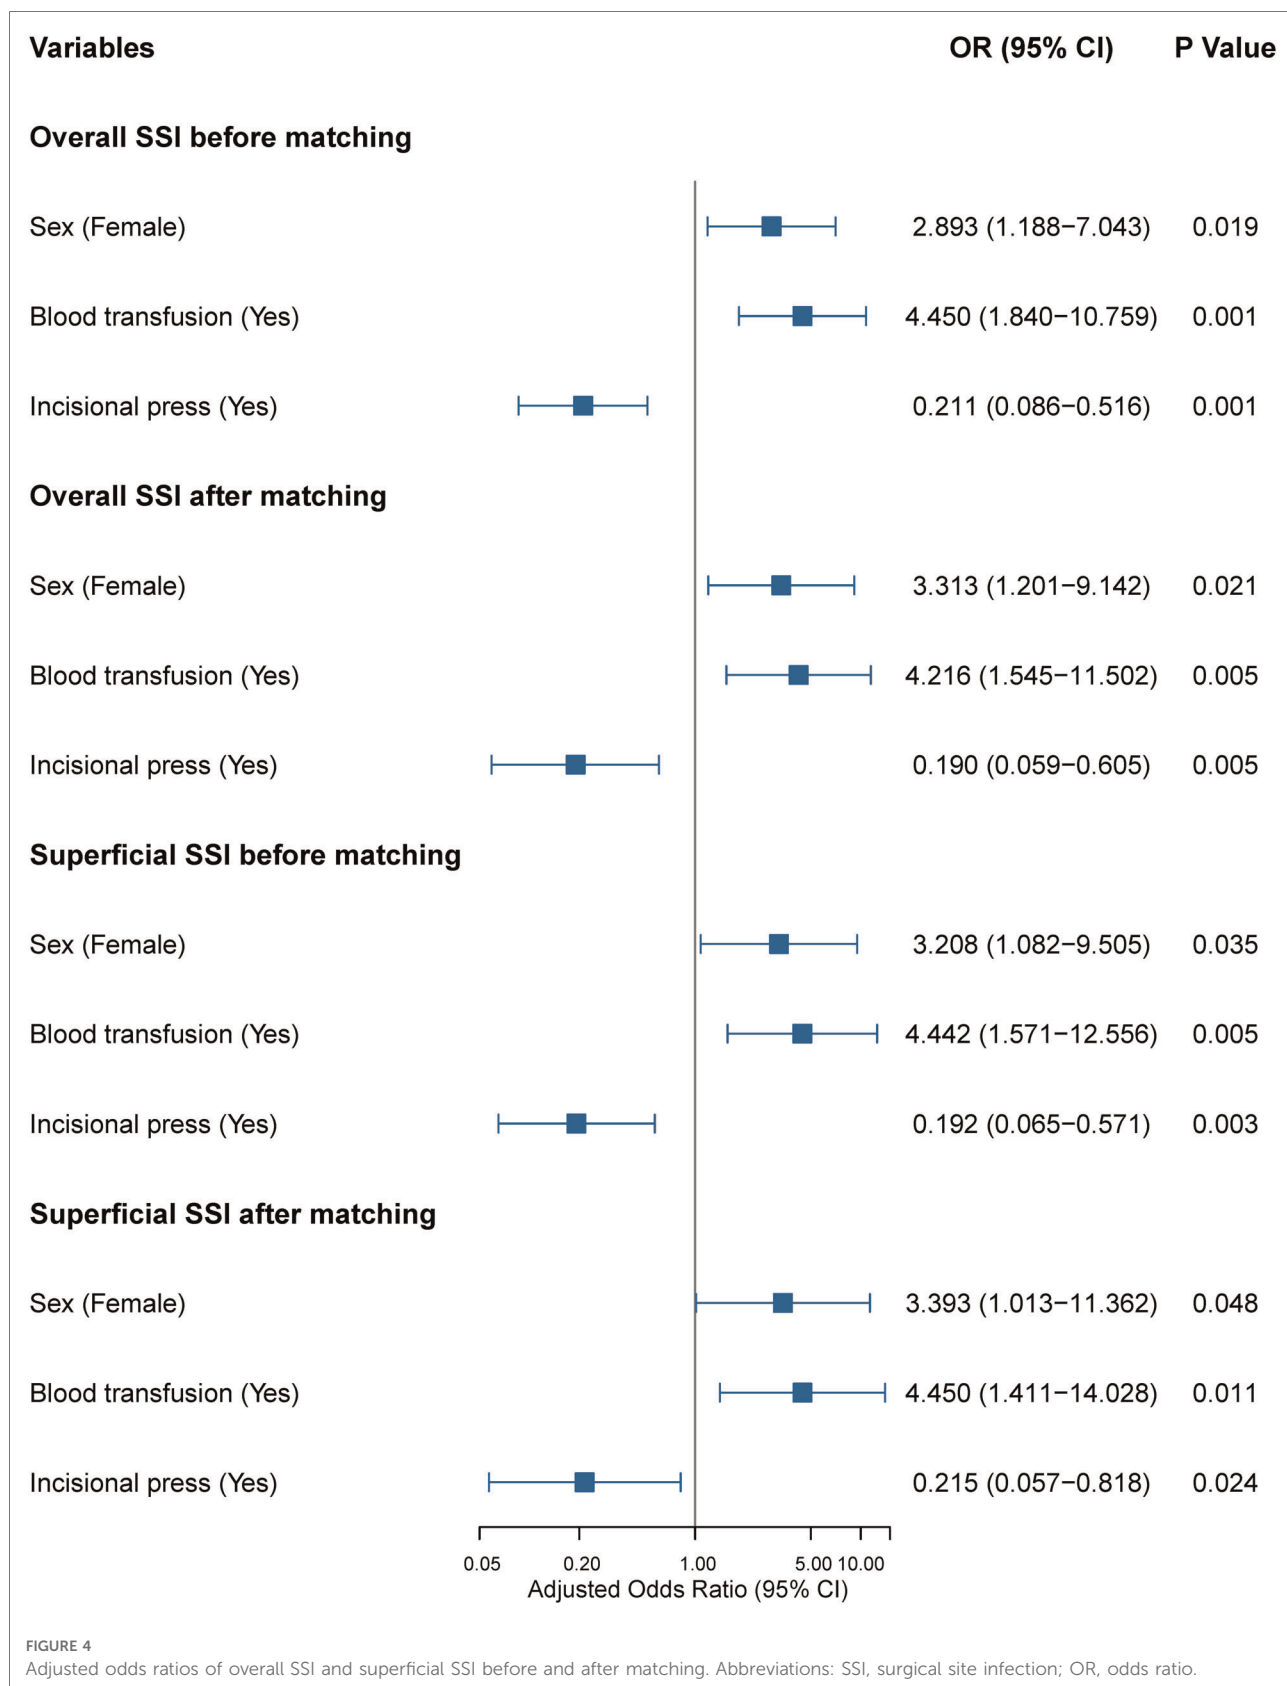 Variables OR (95% CI) P Value
Overall SSI before matching
Sex (Female) 2.893 (1.188−7.043) 0.019
Blood transfusion (Yes) 4.450 (1.840−10.759) 0.001
Incisional press (Yes) 0.211 (0.086−0.516) 0.001
Overall SSI after matching
Sex (Female) 3.313 (1.201−9.142) 0.021
Blood transfusion (Yes) 4.216 (1.545−11.502) 0.005
Incisional press (Yes) 0.190 (0.059−0.605) 0.005
Superficial SSI before matching
Sex (Female) 3.208 (1.082−9.505) 0.035
Blood transfusion (Yes) 4.442 (1.571−12.556) 0.005
Incisional press (Yes) 0.192 (0.065−0.571) 0.003
Superficial SSI after matching
Sex (Female) 3.393 (1.013−11.362) 0.048
Blood transfusion (Yes) 4.450 (1.411−14.028) 0.011
Incisional press (Yes) 0.215 (0.057−0.818) 0.024
0.05 0.20 1.00 5.00 10.00
Adjusted Odds Ratio (95% CI)
FIGURE 4
Adjusted odds ratios of overall SSI and superficial SSI before and after matching. Abbreviations: SSI, surgical site infection; OR, odds ratio.